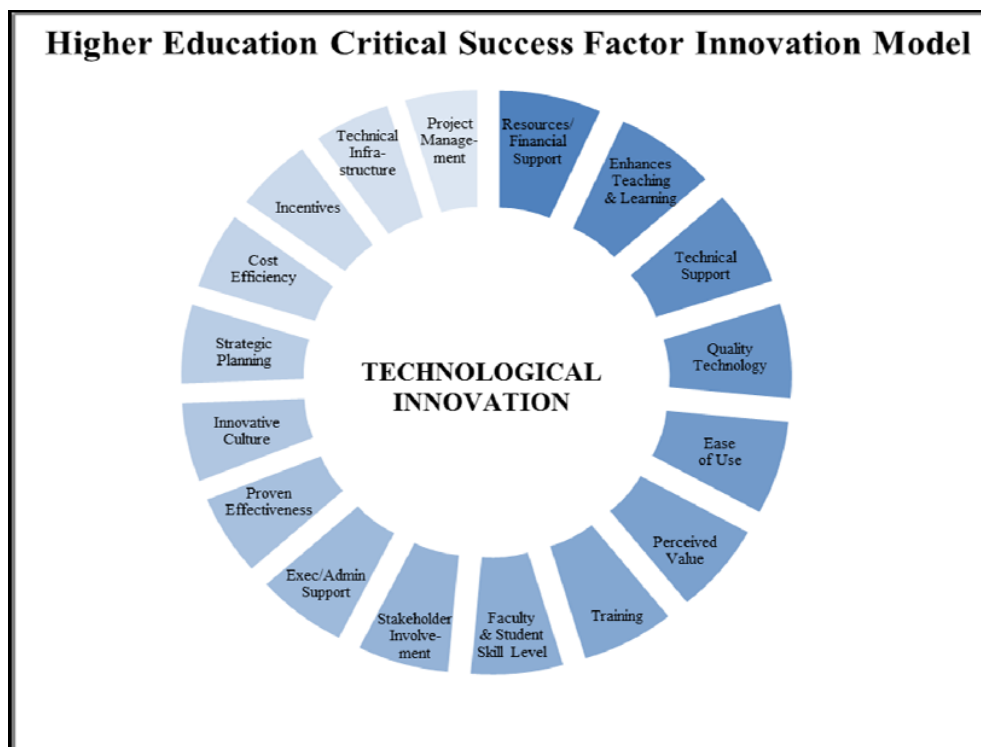 Higher Education Critical Success Factor Innovation Model
Resources/
Financial
Support
Enhances
Teaching
& Learning
Technical
Support
Quality
Technology
Ease
of Use
Perceived
Value
Training
Faculty
& Student
Skill Level
Stakeholder
Involve-
ment
Exec/Admin
Support
Proven
Effectiveness
Innovative
Culture
Strategic
Planning
Cost
Efficiency
Incentives
Technical
Infra-
structure
Project
Manage-
ment
TECHNOLOGICAL
INNOVATION